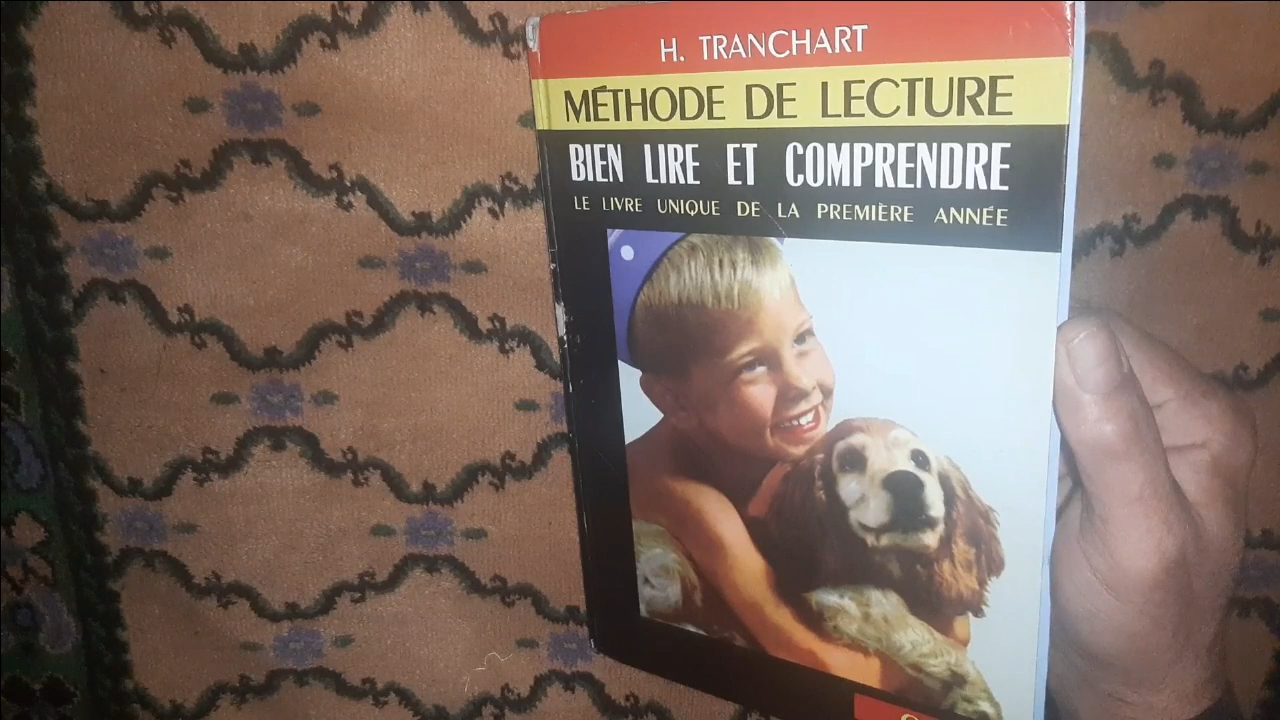 H. TRANCHART
MÉTHODE DE LECTURE
BIEN LIRE ET COMPRENDRE
LE LIVRE UNIQUE DE LA PREMIÈRE ANNÉE